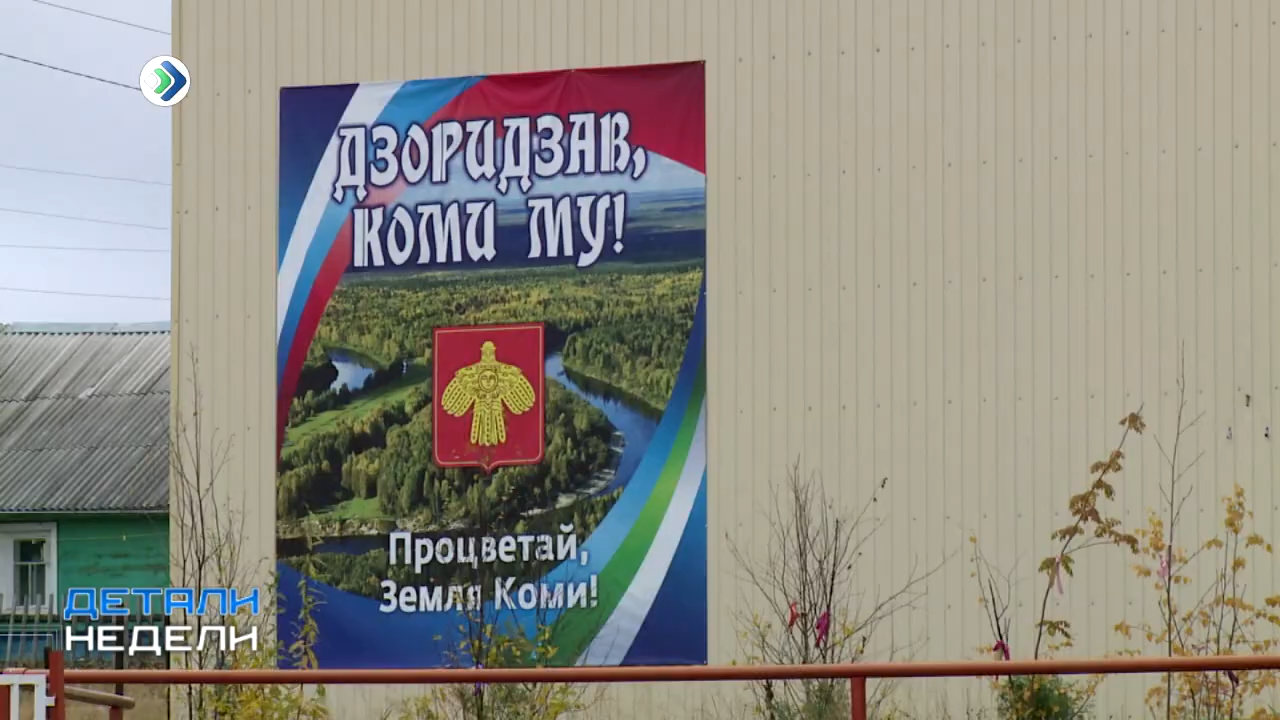 ДЗОРИДЗАВ,
КОМИ МУ!
Процветай,
Земля Коми!
ДЕТАЛИ
НЕДЕЛИ